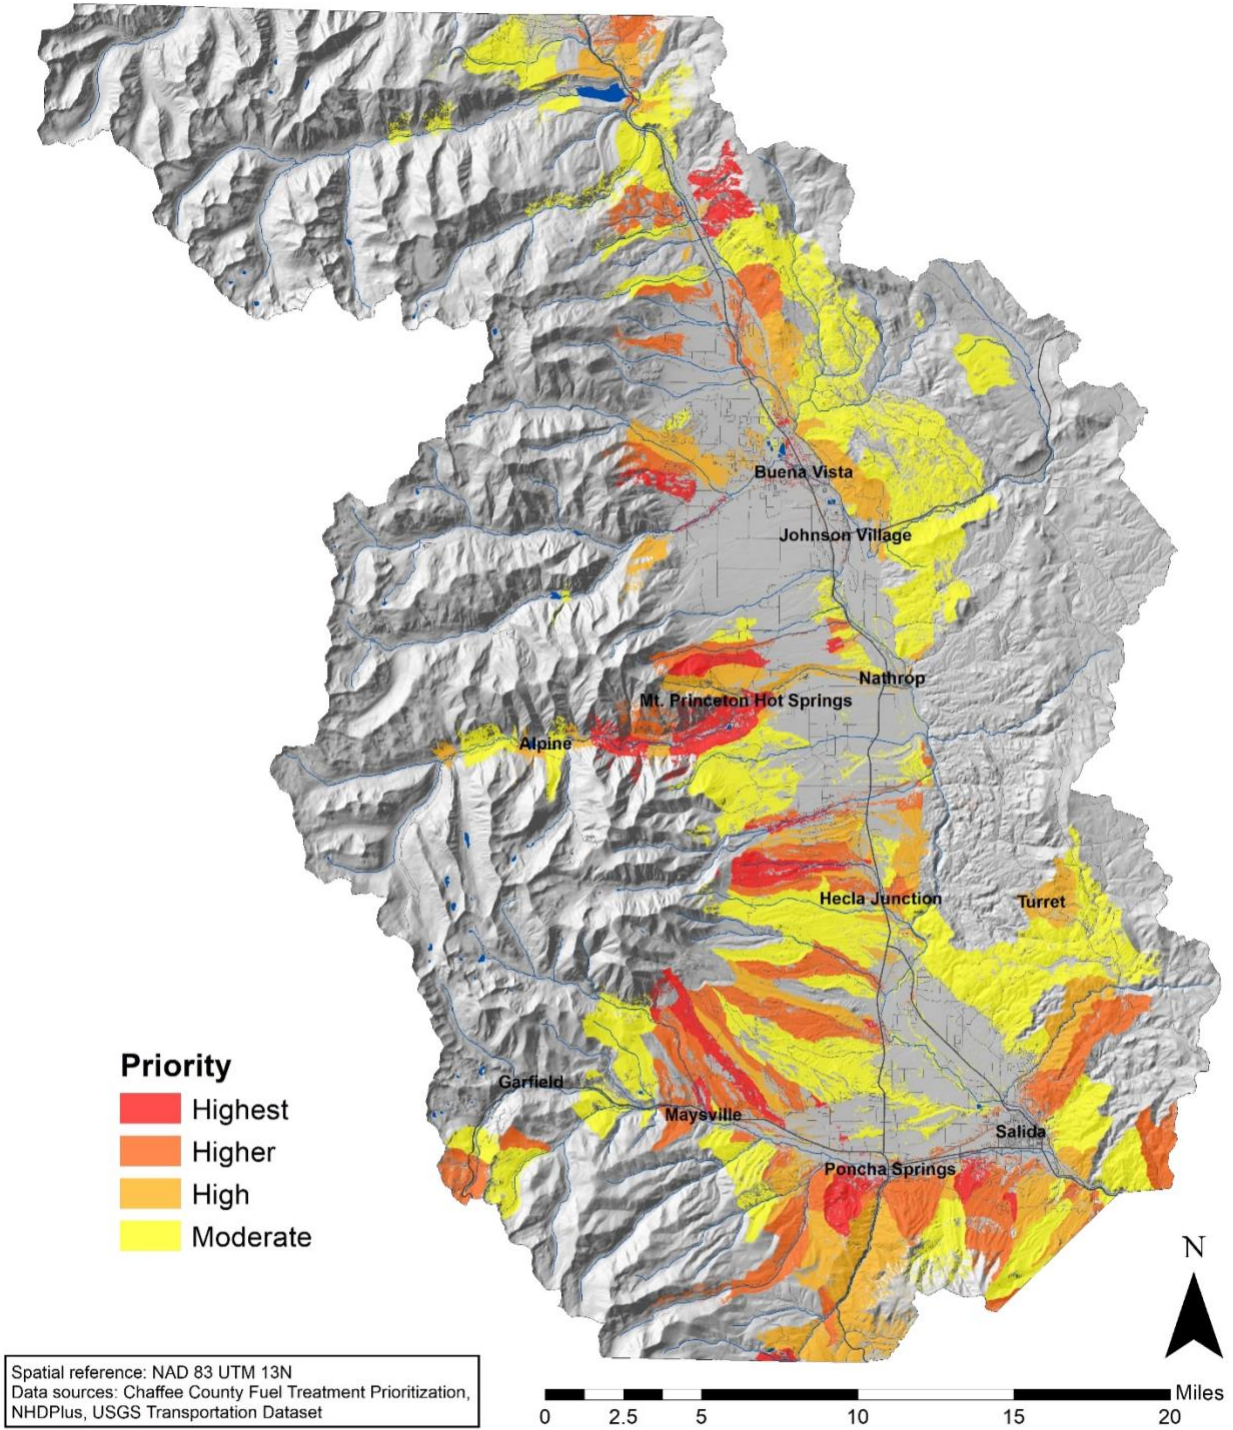 Buena Vista
Johnson Village
Nathrop
Mt. Princeton Hot Springs
Alpine
Hecla Junction
Turret
Garfield
Maysville
Salida
Poncha Springs
Priority
Highest
Higher
High
Moderate
N
Spatial reference: NAD 83 UTM 13N
Data sources: Chaffee County Fuel Treatment Prioritization,
NHDPlus, USGS Transportation Dataset
Miles
0 2.5 5 10 15 20